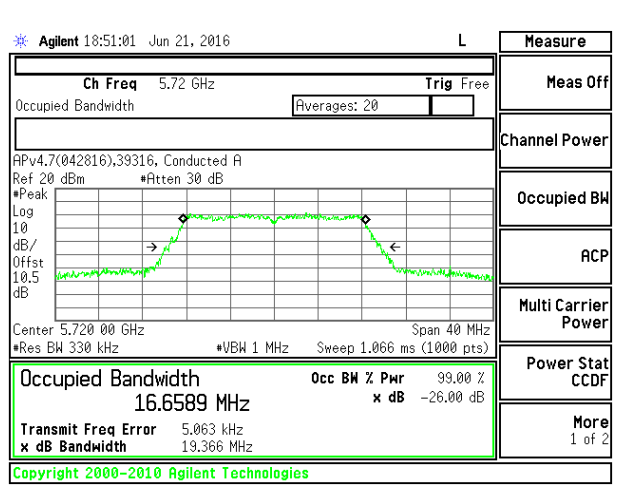 Agilent 18:51:01 Jun 21, 2016 L
Measure
Ch Freq 5.72 GHz Trig Free
Occupied Bandwidth Averages: 20
Meas Off
Channel Power
APv4.7(042816),39316, Conducted A
Ref 20 dBm #Atten 30 dB
#Peak
Log
10
dB/
Offst
10.5
dB
Occupied BW
ACP
Center 5.720 00 GHz Span 40 MHz
#Res BW 330 kHz #VBW 1 MHz Sweep 1.066 ms (1000 pts)
Multi Carrier
Power
Occupied Bandwidth Occ BW % Pwr 99.00 %
16.6589 MHz x dB -26.00 dB
Transmit Freq Error 5.063 kHz
x dB Bandwidth 19.366 MHz
Power Stat
CCDF
More
1 of 2
Copyright 2000-2010 Agilent Technologies